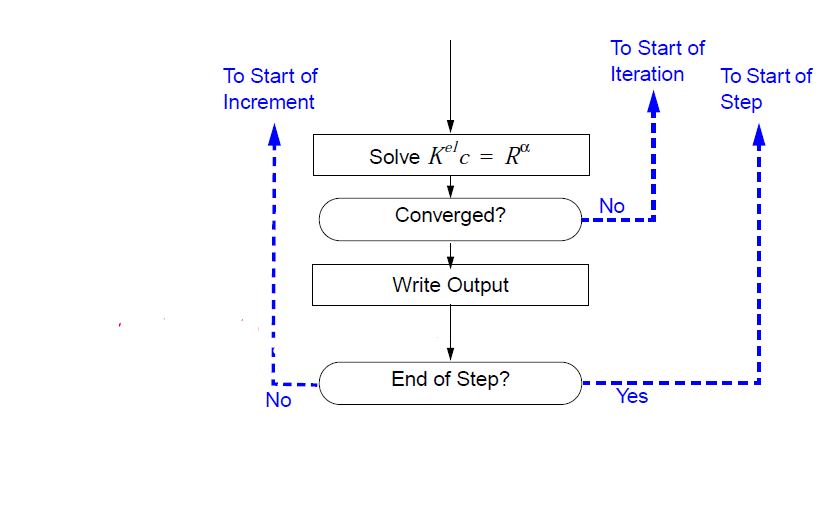 To Start of
Iteration
To Start of
Increment
To Start of
Step
Solve K^el c = R^α
No
Converged?
Write Output
End of Step?
No
Yes